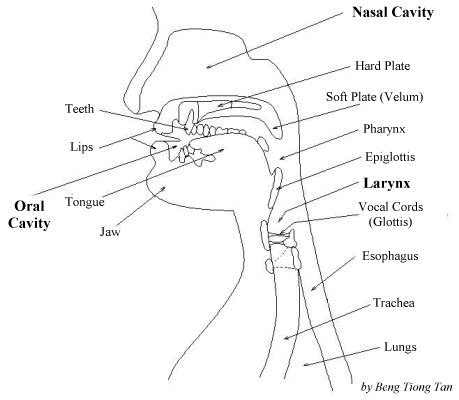 Nasal Cavity
Hard Plate
Soft Plate (Velum)
Teeth
Pharynx
Lips
Epiglottis
Larynx
Oral
Cavity
Tongue
Vocal Cords
(Glottis)
Jaw
Esophagus
Trachea
Lungs
by Beng Tiong Tan